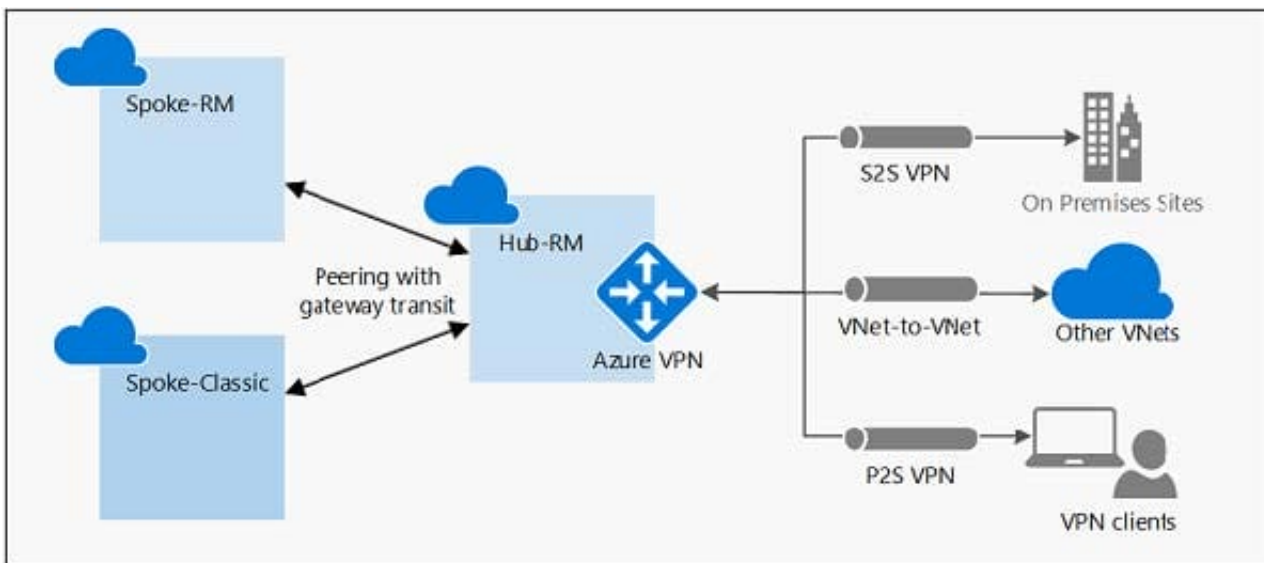 Spoke-RM
Hub-RM
Peering with
gateway transit
Spoke-Classic
Azure VPN
S2S VPN
On Premises Sites
VNet-to-VNet
Other VNets
P2S VPN
VPN clients